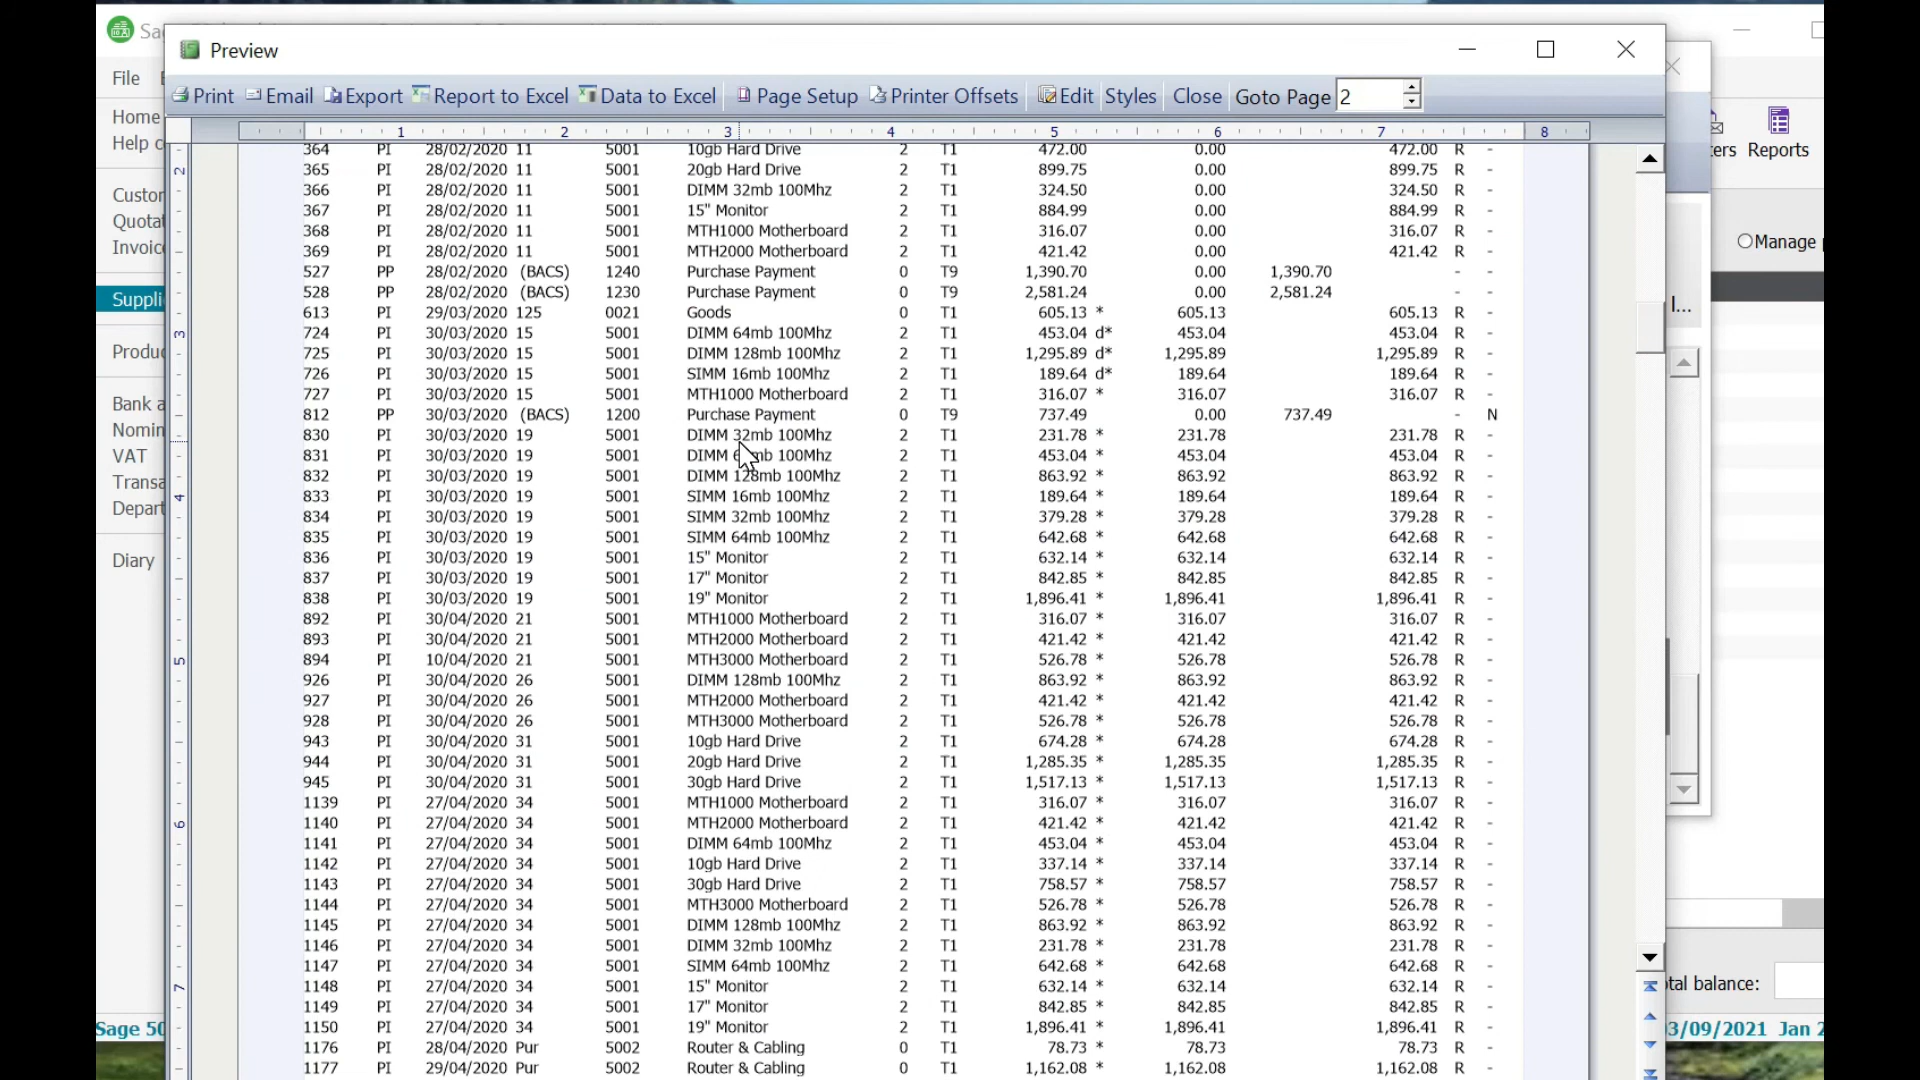 Sa
Preview
File
Print Email Export Report to Excel Data to Excel Page Setup Printer Offsets Edit Styles Close Goto Page 2
Home
Help c
ers Reports
1 2 3 4 5 6 7 8
364 PI 28/02/2020 11 5001 10gb Hard Drive 2 T1 472.00 0.00 472.00 R -
365 PI 28/02/2020 11 5001 20gb Hard Drive 2 T1 899.75 0.00 899.75 R -
366 PI 28/02/2020 11 5001 DIMM 32mb 100Mhz 2 T1 324.50 0.00 324.50 R -
367 PI 28/02/2020 11 5001 15" Monitor 2 T1 884.99 0.00 884.99 R -
368 PI 28/02/2020 11 5001 MTH1000 Motherboard 2 T1 316.07 0.00 316.07 R -
369 PI 28/02/2020 11 5001 MTH2000 Motherboard 2 T1 421.42 0.00 421.42 R -
527 PP 28/02/2020 (BACS) 1240 Purchase Payment 0 T9 1,390.70 0.00 1,390.70 - -
528 PP 28/02/2020 (BACS) 1230 Purchase Payment 0 T9 2,581.24 0.00 2,581.24 - -
613 PI 29/03/2020 125 0021 Goods 0 T1 605.13 * 605.13 605.13 R -
724 PI 30/03/2020 15 5001 DIMM 64mb 100Mhz 2 T1 453.04 d* 453.04 453.04 R -
725 PI 30/03/2020 15 5001 DIMM 128mb 100Mhz 2 T1 1,295.89 d* 1,295.89 1,295.89 R -
726 PI 30/03/2020 15 5001 SIMM 16mb 100Mhz 2 T1 189.64 d* 189.64 189.64 R -
727 PI 30/03/2020 15 5001 MTH1000 Motherboard 2 T1 316.07 * 316.07 316.07 R -
812 PP 30/03/2020 (BACS) 1200 Purchase Payment 0 T9 737.49 0.00 737.49 - N
830 PI 30/03/2020 19 5001 DIMM 32mb 100Mhz 2 T1 231.78 * 231.78 231.78 R -
831 PI 30/03/2020 19 5001 DIMM 100Mhz 2 T1 453.04 * 453.04 453.04 R -
832 PI 30/03/2020 19 5001 DIMM 128mb 100Mhz 2 T1 863.92 * 863.92 863.92 R -
833 PI 30/03/2020 19 5001 SIMM 16mb 100Mhz 2 T1 189.64 * 189.64 189.64 R -
834 PI 30/03/2020 19 5001 SIMM 32mb 100Mhz 2 T1 379.28 * 379.28 379.28 R -
835 PI 30/03/2020 19 5001 SIMM 64mb 100Mhz 2 T1 642.68 * 642.68 642.68 R -
836 PI 30/03/2020 19 5001 15" Monitor 2 T1 632.14 * 632.14 632.14 R -
837 PI 30/03/2020 19 5001 17" Monitor 2 T1 842.85 * 842.85 842.85 R -
838 PI 30/03/2020 19 5001 19" Monitor 2 T1 1,896.41 * 1,896.41 1,896.41 R -
892 PI 30/04/2020 21 5001 MTH1000 Motherboard 2 T1 316.07 * 316.07 316.07 R -
893 PI 30/04/2020 21 5001 MTH2000 Motherboard 2 T1 421.42 * 421.42 421.42 R -
894 PI 10/04/2020 21 5001 MTH3000 Motherboard 2 T1 526.78 * 526.78 526.78 R -
926 PI 30/04/2020 26 5001 DIMM 128mb 100Mhz 2 T1 863.92 * 863.92 863.92 R -
927 PI 30/04/2020 26 5001 MTH2000 Motherboard 2 T1 421.42 * 421.42 421.42 R -
928 PI 30/04/2020 26 5001 MTH3000 Motherboard 2 T1 526.78 * 526.78 526.78 R -
943 PI 30/04/2020 31 5001 10gb Hard Drive 2 T1 674.28 * 674.28 674.28 R -
944 PI 30/04/2020 31 5001 20gb Hard Drive 2 T1 1,285.35 * 1,285.35 1,285.35 R -
945 PI 30/04/2020 31 5001 30gb Hard Drive 2 T1 1,517.13 * 1,517.13 1,517.13 R -
1139 PI 27/04/2020 34 5001 MTH1000 Motherboard 2 T1 316.07 * 316.07 316.07 R -
1140 PI 27/04/2020 34 5001 MTH2000 Motherboard 2 T1 421.42 * 421.42 421.42 R -
1141 PI 27/04/2020 34 5001 DIMM 64mb 100Mhz 2 T1 453.04 * 453.04 453.04 R -
1142 PI 27/04/2020 34 5001 10gb Hard Drive 2 T1 337.14 * 337.14 337.14 R -
1143 PI 27/04/2020 34 5001 30gb Hard Drive 2 T1 758.57 * 758.57 758.57 R -
1144 PI 27/04/2020 34 5001 MTH3000 Motherboard 2 T1 526.78 * 526.78 526.78 R -
1145 PI 27/04/2020 34 5001 DIMM 128mb 100Mhz 2 T1 863.92 * 863.92 863.92 R -
1146 PI 27/04/2020 34 5001 DIMM 32mb 100Mhz 2 T1 231.78 * 231.78 231.78 R -
1147 PI 27/04/2020 34 5001 SIMM 64mb 100Mhz 2 T1 642.68 * 642.68 642.68 R -
1148 PI 27/04/2020 34 5001 15" Monitor 2 T1 632.14 * 632.14 632.14 R -
1149 PI 27/04/2020 34 5001 17" Monitor 2 T1 842.85 * 842.85 842.85 R -
1150 PI 27/04/2020 34 5001 19" Monitor 2 T1 1,896.41 * 1,896.41 1,896.41 R -
1176 PI 28/04/2020 Pur 5002 Router & Cabling 0 T1 78.73 * 78.73 78.73 R -
1177 PI 29/04/2020 Pur 5002 Router & Cabling 0 T1 1,162.08 * 1,162.08 1,162.08 R -
2
3
4
5
6
7
Custor
Quotat
Invoice
Suppli
Produc
Bank a
Nomin
VAT
Transa
Depart
Diary
Sage 50
Manage
I...
tal balance:
3/09/2021 Jan 2